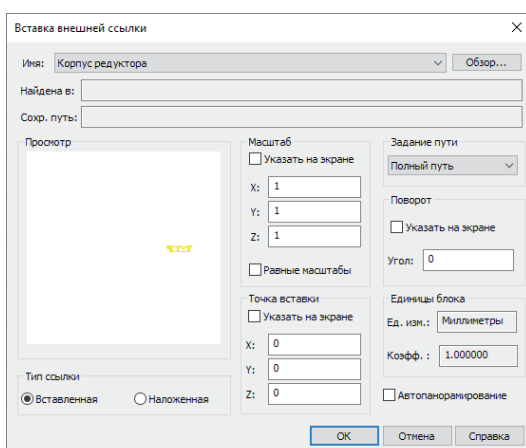 Вставка внешней ссылки
Имя: Корпус редуктора Обзор...
Найдена в:
Сохр. путь:
Просмотр
Масштаб
Указать на экране
X: 1
Y: 1
Z: 1
Равные масштабы
Задание пути
Полный путь
Поворот
Указать на экране
Угол: 0
Точка вставки
Указать на экране
X: 0
Y: 0
Z: 0
Единицы блока
Ед. изм.: Миллиметры
Коэфф. : 1.000000
Тип ссылки
Вставленная Наложенная
Автопанорамирование
OK Отмена Справка